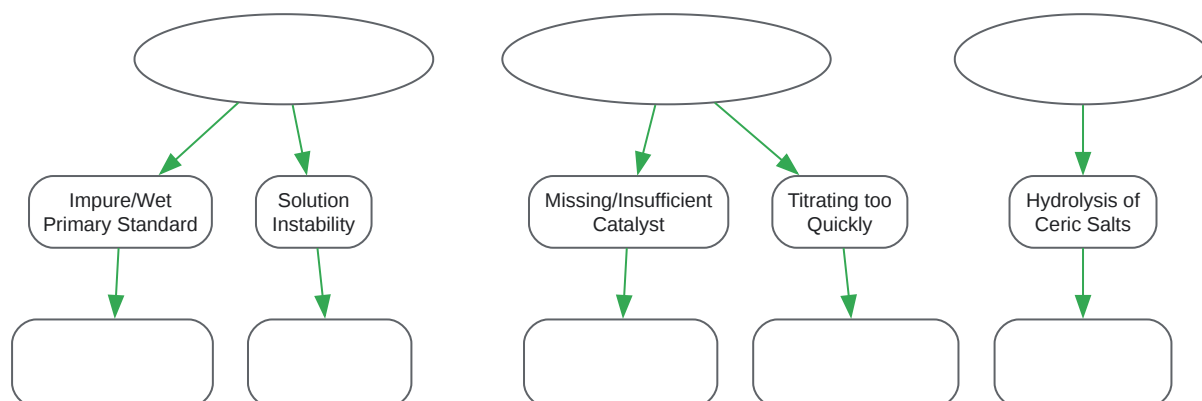 Impure/Wet
Primary Standard
Solution
Instability
Missing/Insufficient
Catalyst
Titrating too
Quickly
Hydrolysis of
Ceric Salts